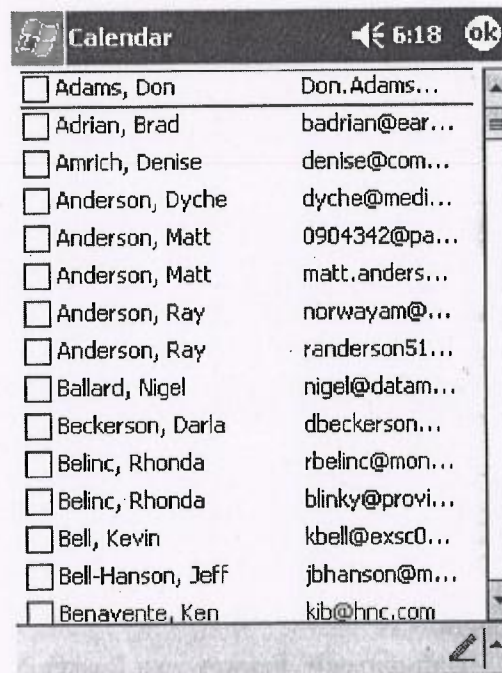 Calendar 6:18 ok
Adams, Don Don.Adams...
Adrian, Brad badrian@ear...
Amrich, Denise denise@com...
Anderson, Dyche dyche@medi...
Anderson, Matt 0904342@pa...
Anderson, Matt matt.anders...
Anderson, Ray norwayam@...
Anderson, Ray randerson51...
Ballard, Nigel nigel@datam...
Beckerson, Darla dbeckerson...
Belinc, Rhonda rbelinc@mon...
Belinc, Rhonda blinky@provi...
Bell, Kevin kbell@exsc0...
Bell-Hanson, Jeff jbhanson@m...
Benavente, Ken kib@hnc.com